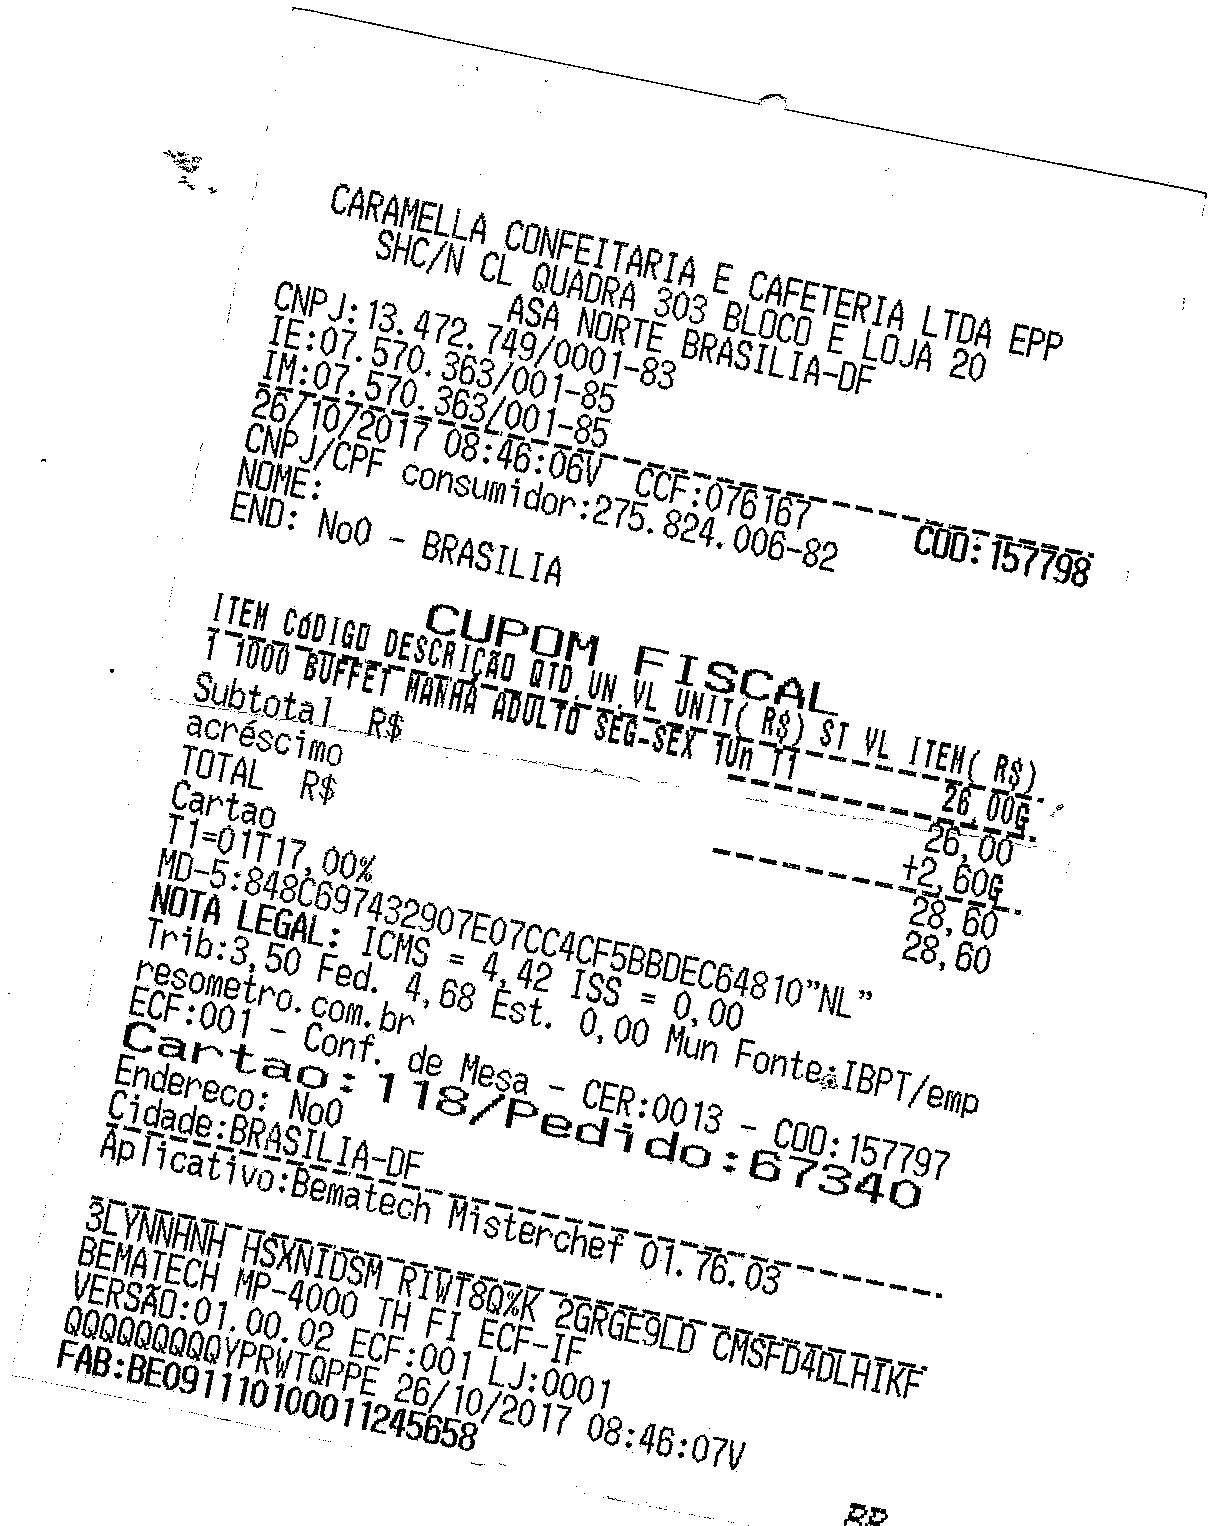 CARAMELLA CONFEITARIA E CAFETERIA LTDA EPP
SHC/N CL QUADRA 303 BLOCO E LOJA 20
ASA NORTE BRASILIA-DF
CNPJ:13.472.749/0001-83
IE:07.570.363/001-85
IM:07.570.363/001-85
26/10/2017 08:46:06V CCF:076167 COO:157798
CNPJ/CPF consumidor:275.824.006-82
NOME:
END: No0 - BRASILIA
CUPOM FISCAL
ITEM CóDIGO DESCRIÇÃO QTD.UN.VL UNIT( R$) ST VL ITEM( R$)
1 1000 BUFFET MANHÃ ADULTO SEG-SEX 1Un T1 26,00G
Subtotal R$ 26,00
acréscimo +2,60G
TOTAL R$ 28,60
Cartao 28,60
T1=01T17,00%
MD-5:848C697432907E07CC4CF5BBDEC64810"NL"
NOTA LEGAL: ICMS = 4,42 ISS = 0,00
Trib:3,50 Fed. 4,68 Est. 0,00 Mun Fonte:IBPT/emp
resometro.com.br
ECF:001 - Conf. de Mesa - CER:0013 - COO:157797
Cartao:118/Pedido:67340
Endereco: No0
Cidade:BRASILIA-DF
Aplicativo:Bematech Misterchef 01.76.03
3LYNNHNH HSXNIDSM RIWT8Q%K 2GRGE9LD CMSFD4DLHIKF
BEMATECH MP-4000 TH FI ECF-IF
VERSÃO:01.00.02 ECF:001 LJ:0001
QQQQQQQQQYPRWTQPPE 26/10/2017 08:46:07V
FAB:BE091110100011245658